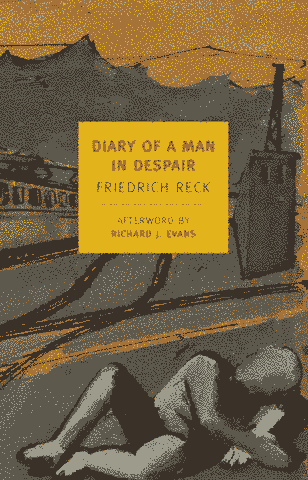 DIARY OF A MAN
IN DESPAIR
FRIEDRICH RECK
AFTERWORD BY
RICHARD J. EVANS